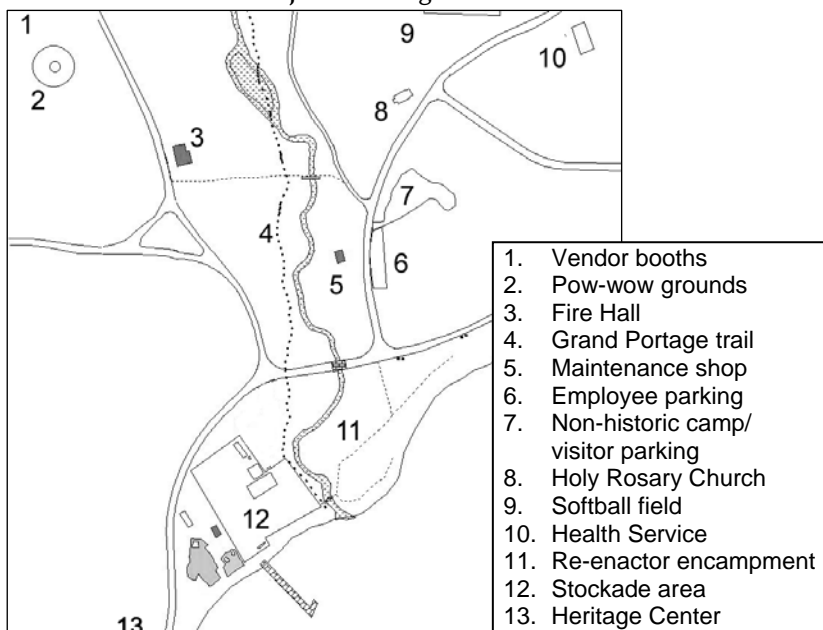 1
2
3
4
5
6
7
8
9
10
11
12
13
1. Vendor booths
2. Pow-wow grounds
3. Fire Hall
4. Grand Portage trail
5. Maintenance shop
6. Employee parking
7. Non-historic camp/
visitor parking
8. Holy Rosary Church
9. Softball field
10. Health Service
11. Re-enactor encampment
12. Stockade area
13. Heritage Center